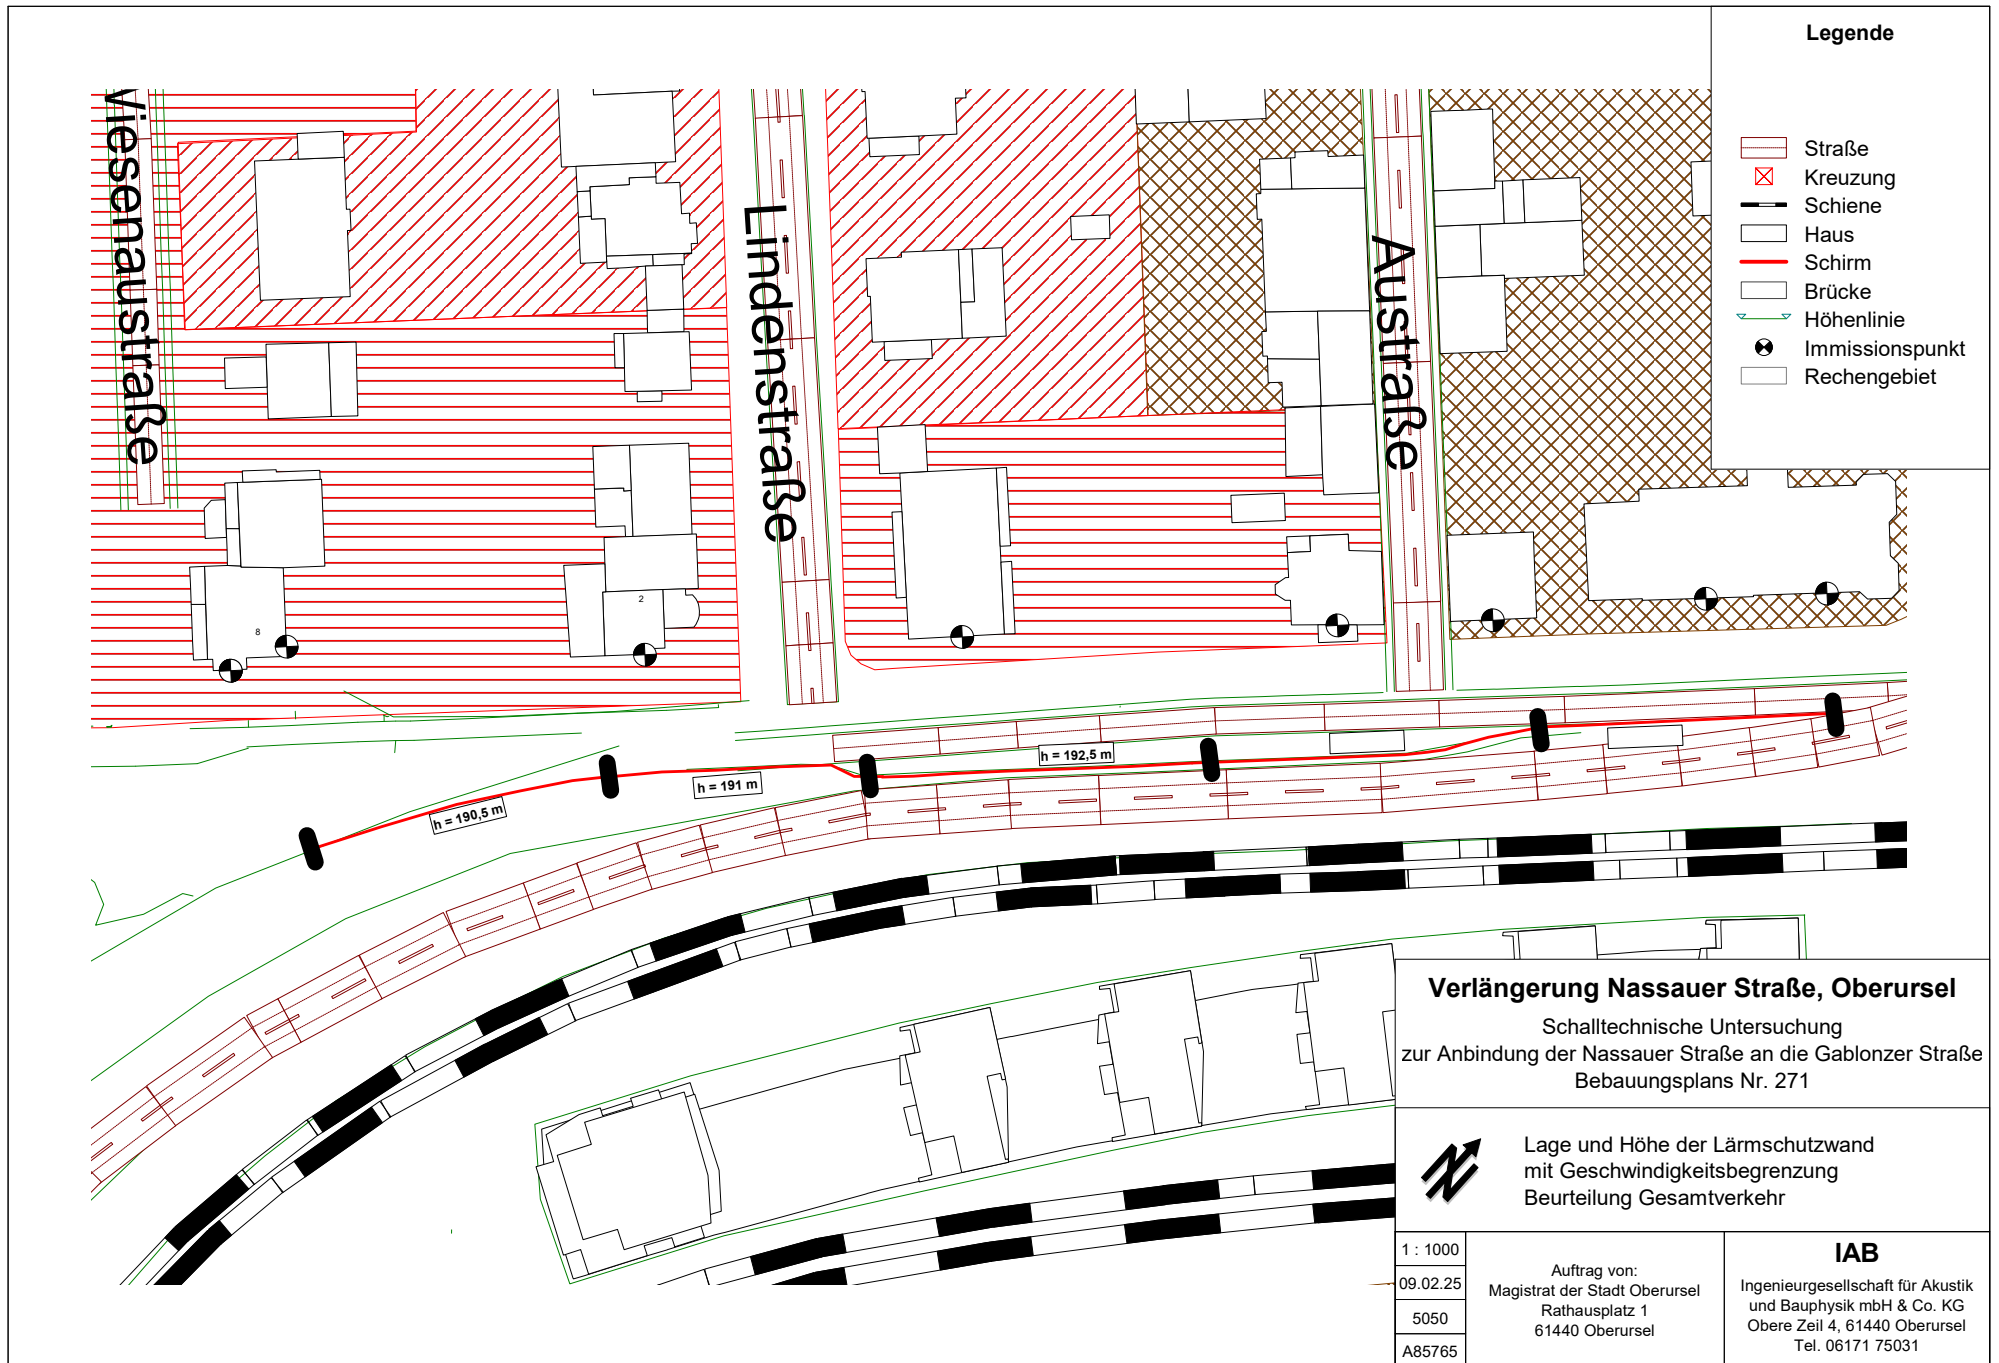 Legende
Straße
Kreuzung
Schiene
Haus
Schirm
Brücke
Höhenlinie
Immissionspunkt
Rechengebiet
Wiesenaustraße
Lindenstraße
Austraße
8
2
h = 190,5 m
h = 191 m
h = 192,5 m
Verlängerung Nassauer Straße, Oberursel
Schalltechnische Untersuchung
zur Anbindung der Nassauer Straße an die Gablonzer Straße
Bebauungsplans Nr. 271
Lage und Höhe der Lärmschutzwand
mit Geschwindigkeitsbegrenzung
Beurteilung Gesamtverkehr
1 : 1000
09.02.25
5050
A85765
Auftrag von:
Magistrat der Stadt Oberursel
Rathausplatz 1
61440 Oberursel
IAB
Ingenieurgesellschaft für Akustik
und Bauphysik mbH & Co. KG
Obere Zeil 4, 61440 Oberursel
Tel. 06171 75031